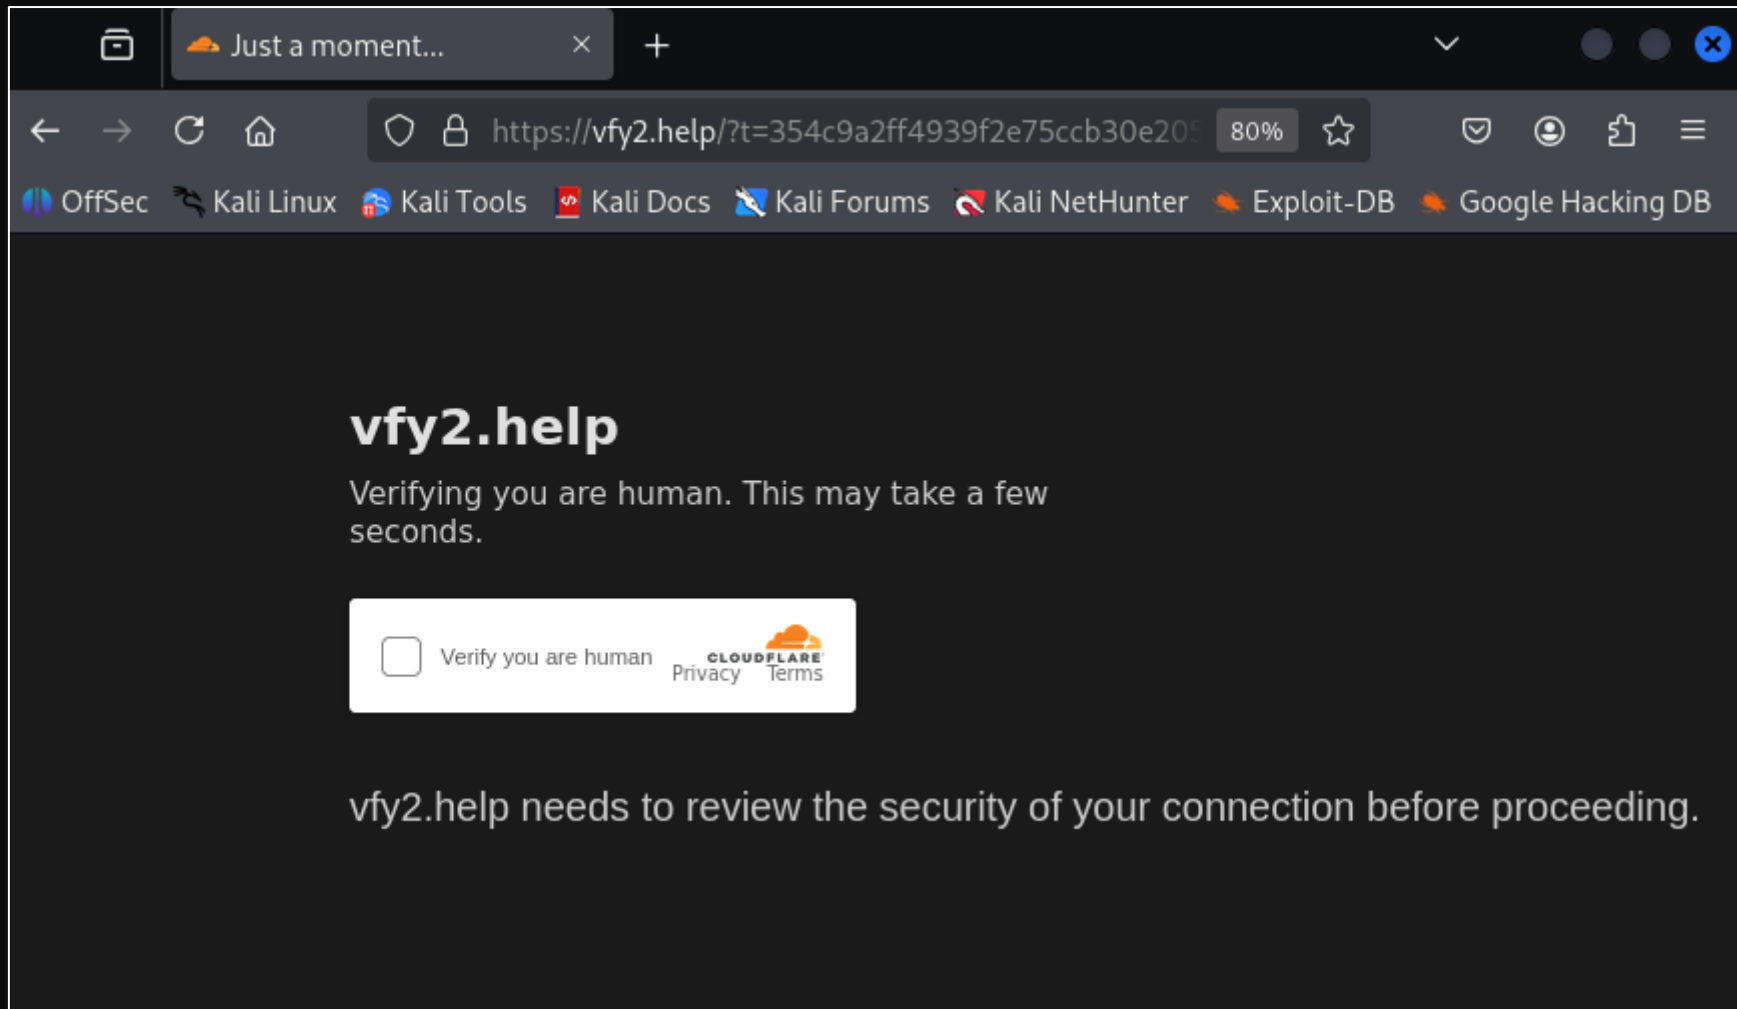 Just a moment...
https://vfy2.help/?t=354c9a2ff4939f2e75ccb30e205 80%
OffSec Kali Linux Kali Tools Kali Docs Kali Forums Kali NetHunter Exploit-DB Google Hacking DB
vfy2.help
Verifying you are human. This may take a few
seconds.
Verify you are human
CLOUDFLARE
Privacy Terms
vfy2.help needs to review the security of your connection before proceeding.